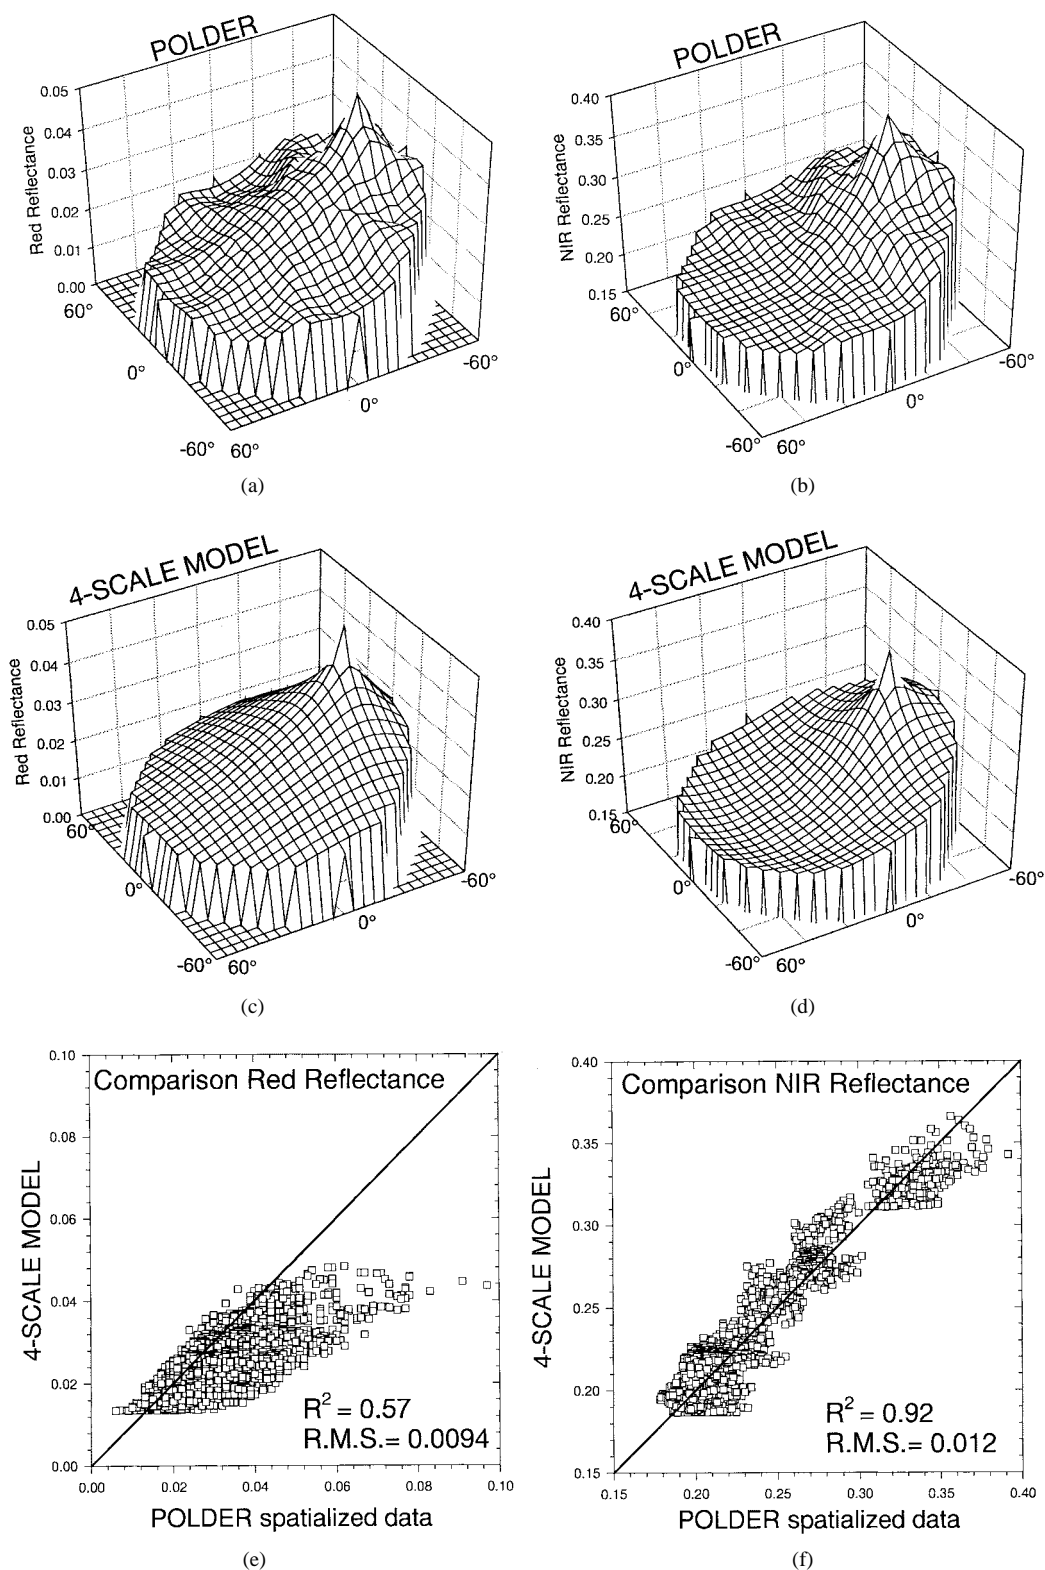 POLDER
0.05
0.04
0.03
0.02
0.01
0.00
Red Reflectance
60°
0°
-60° 60°
0°
-60°
(a)
POLDER
0.40
0.35
0.30
0.25
0.20
0.15
NIR Reflectance
60°
0°
-60° 60°
0°
-60°
(b)
4-SCALE MODEL
0.05
0.04
0.03
0.02
0.01
0.00
Red Reflectance
60°
0°
-60° 60°
0°
-60°
(c)
4-SCALE MODEL
0.40
0.35
0.30
0.25
0.20
0.15
NIR Reflectance
60°
0°
-60° 60°
0°
-60°
(d)
Comparison Red Reflectance
0.10
0.08
0.06
0.04
0.02
0.00
4-SCALE MODEL
R² = 0.57
R.M.S.= 0.0094
0.00 0.02 0.04 0.06 0.08 0.10
POLDER spatialized data
(e)
Comparison NIR Reflectance
0.40
0.35
0.30
0.25
0.20
0.15
4-SCALE MODEL
R² = 0.92
R.M.S.= 0.012
0.15 0.20 0.25 0.30 0.35 0.40
POLDER spatialized data
(f)